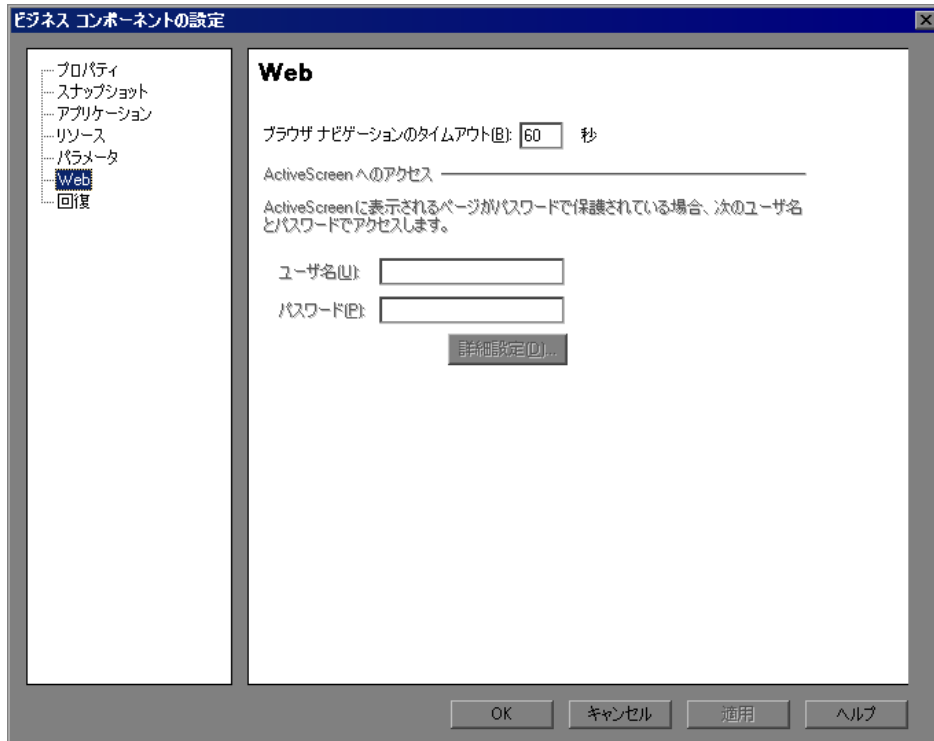 ビジネス コンポーネントの設定
プロパティ
スナップショット
アプリケーション
リソース
パラメータ
Web
回復
Web
ブラウザ ナビゲーションのタイムアウト(B): 60 秒
ActiveScreen へのアクセス
ActiveScreen に表示されるページがパスワードで保護されている場合、次のユーザ名
とパスワードでアクセスします。
ユーザ名(U):
パスワード(P):
詳細設定(D)...
OK キャンセル 適用 ヘルプ